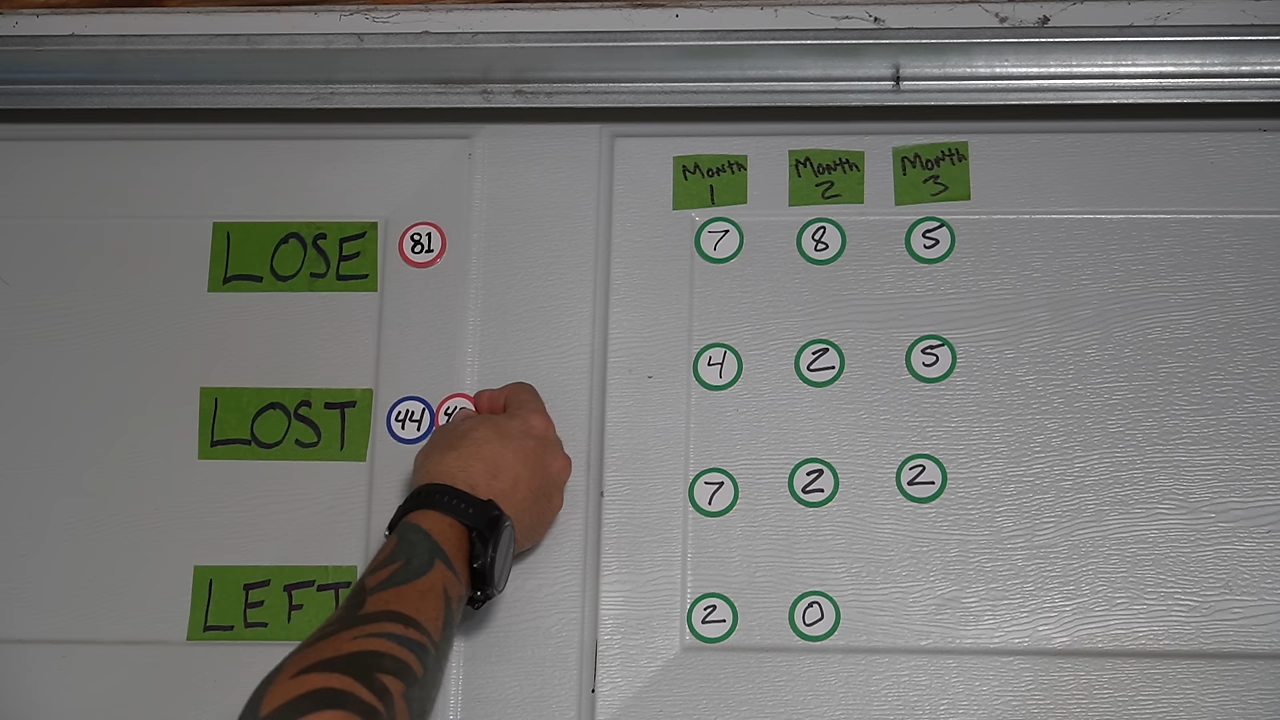 Month 1
Month 2
Month 3
LOSE 81
7 8 5
LOST 44
4 2 5
7 2 2
LEFT
2 0